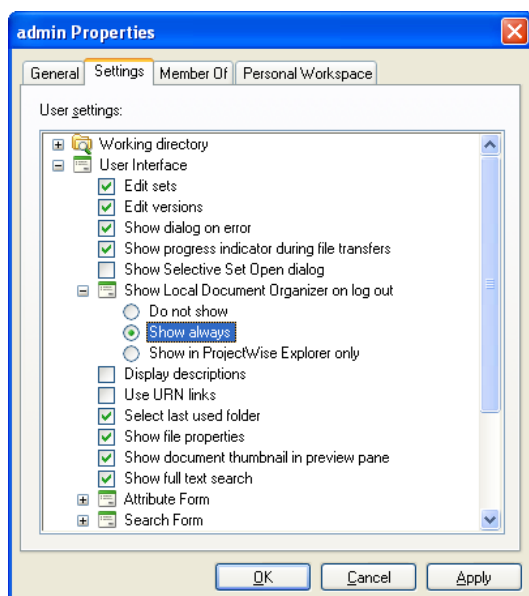 admin Properties
General Settings Member Of Personal Workspace
User settings:
Working directory
User Interface
Edit sets
Edit versions
Show dialog on error
Show progress indicator during file transfers
Show Selective Set Open dialog
Show Local Document Organizer on log out
Do not show
Show always
Show in ProjectWise Explorer only
Display descriptions
Use URN links
Select last used folder
Show file properties
Show document thumbnail in preview pane
Show full text search
Attribute Form
Search Form
OK Cancel Apply